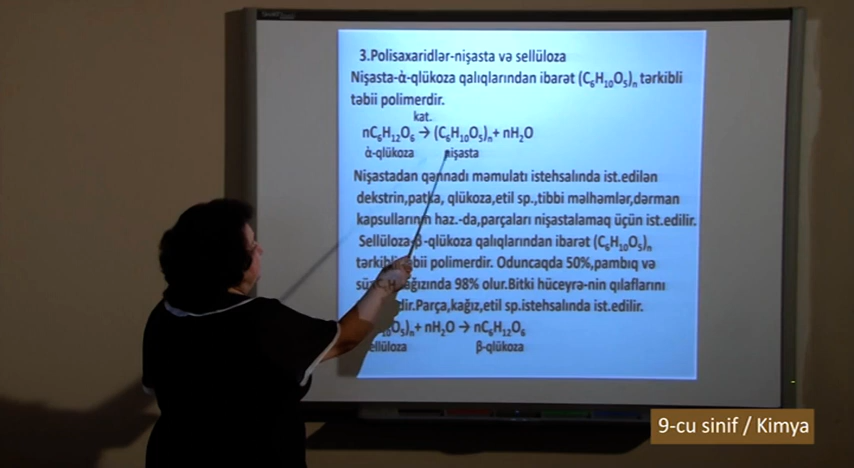 3.Polisaxaridlər-nişasta və sellüloza
Nişasta-ὰ-qlükoza qalıqlarından ibarət (C₆H₁₀O₅)ₙ tərkibli
təbii polimerdir.
kat.
nC₆H₁₂O₆ → (C₆H₁₀O₅)ₙ+ nH₂O
ὰ-qlükoza nişasta
Nişastadan qənnadı məmulatı istehsalında ist.edilən
dekstrin,patka, qlükoza,etil sp.,tibbi məlhəmlər,dərman
kapsullarının haz.-da,parçaları nişastalamaq üçün ist.edilir.
Sellüloza-β-qlükoza qalıqlarından ibarət (C₆H₁₀O₅)ₙ
tərkibli təbii polimerdir. Oduncaqda 50%,pambıq və
kağızında 98% olur.Bitki hüceyrə-nin qılaflarını
dir.Parça,kağız,etil sp.istehsalında ist.edilir.
O₅)ₙ+ nH₂O → nC₆H₁₂O₆
ellüloza β-qlükoza
9-cu sinif / Kimya